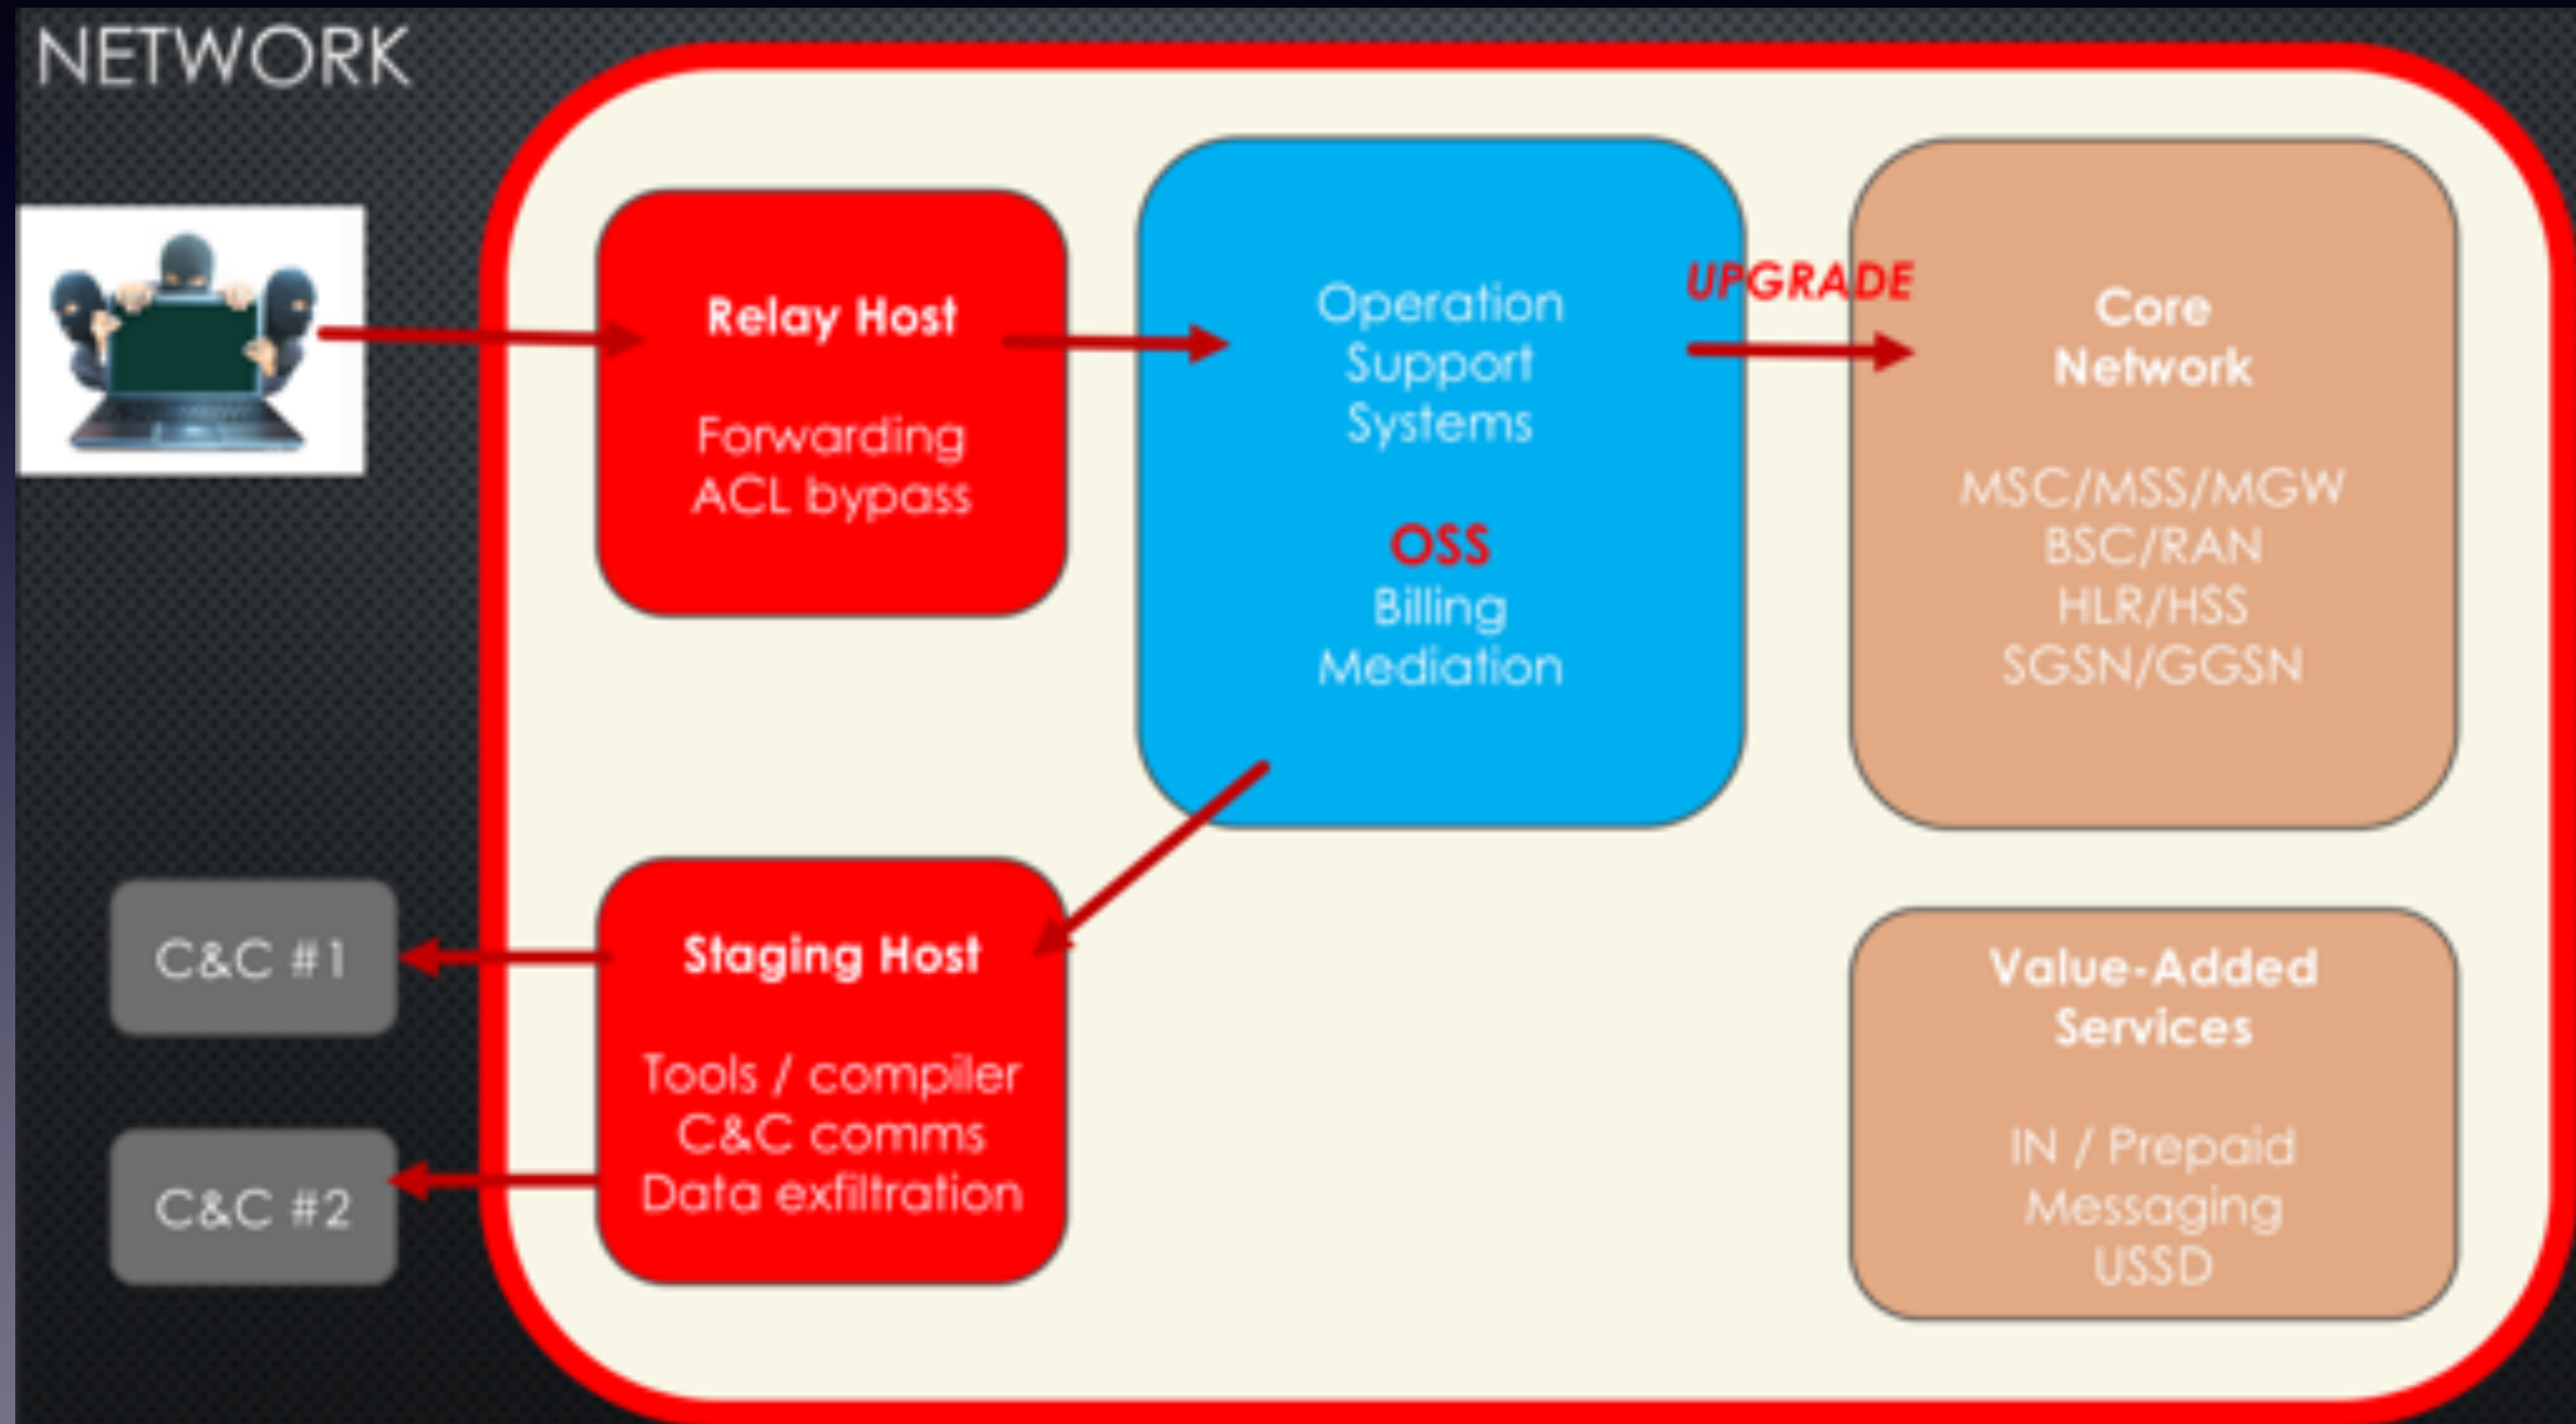 NETWORK
Relay Host
Forwarding
ACL bypass
Operation
Support
Systems
OSS
Billing
Mediation
UPGRADE
Core
Network
MSC/MSS/MGW
BSC/RAN
HLR/HSS
SGSN/GGSN
C&C #1
C&C #2
Staging Host
Tools / compiler
C&C comms
Data exfiltration
Value-Added
Services
IN / Prepaid
Messaging
USSD